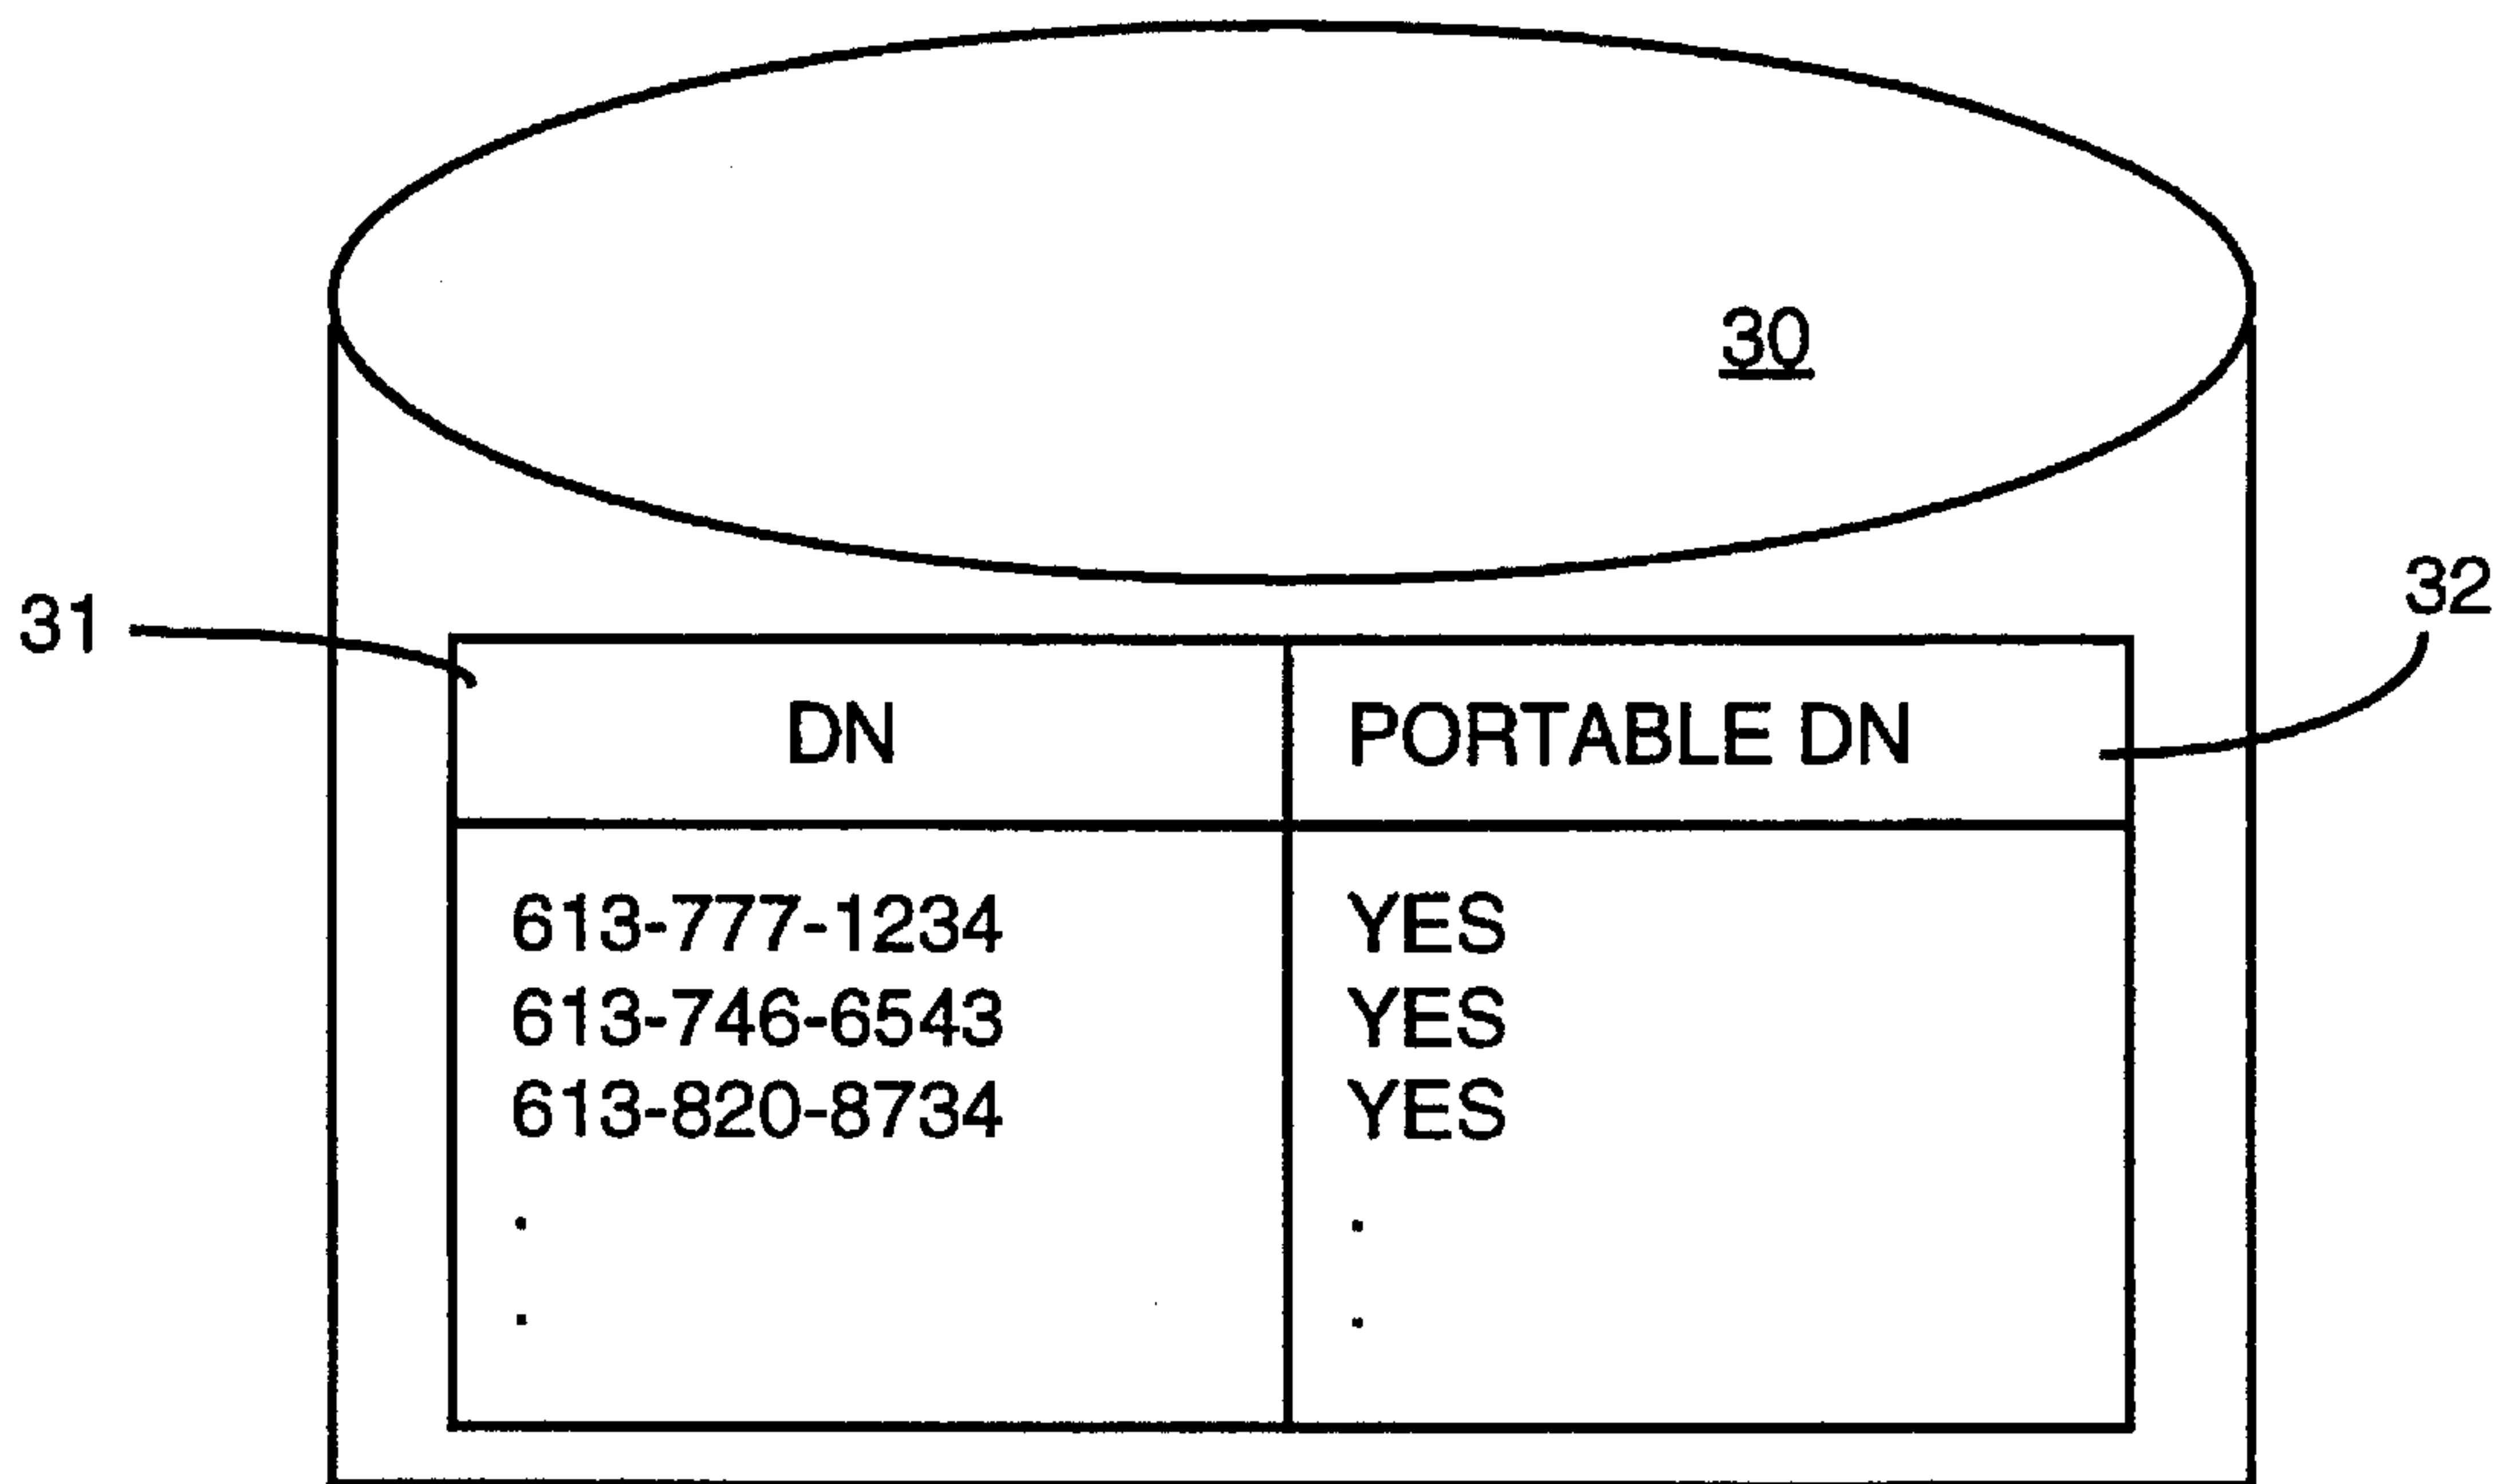 30
31
32
DN PORTABLE DN
613-777-1234 YES
613-746-6543 YES
613-820-8734 YES
. .
. .